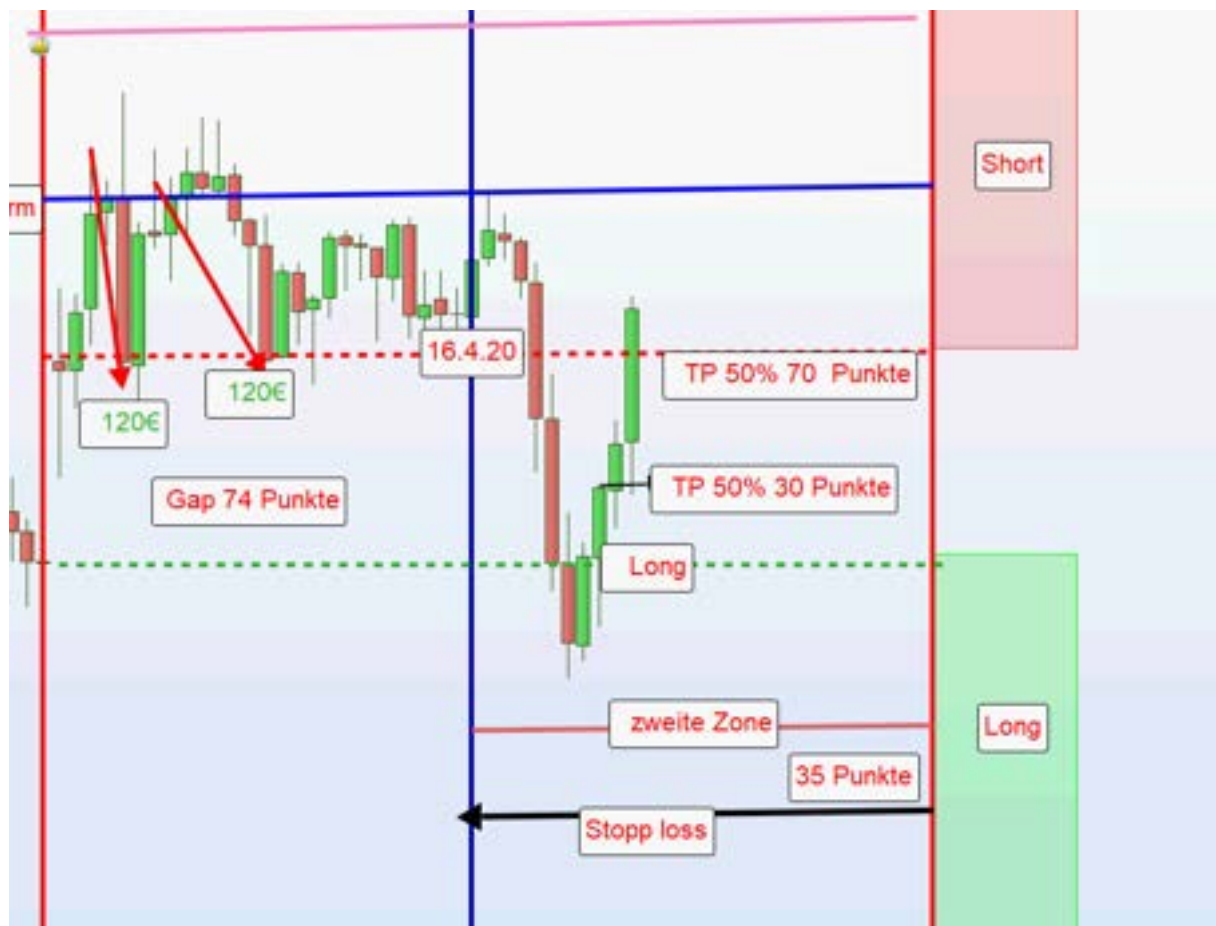 Short
rm
16.4.20
TP 50% 70 Punkte
120€
120€
TP 50% 30 Punkte
Gap 74 Punkte
Long
zweite Zone
Long
35 Punkte
Stopp loss